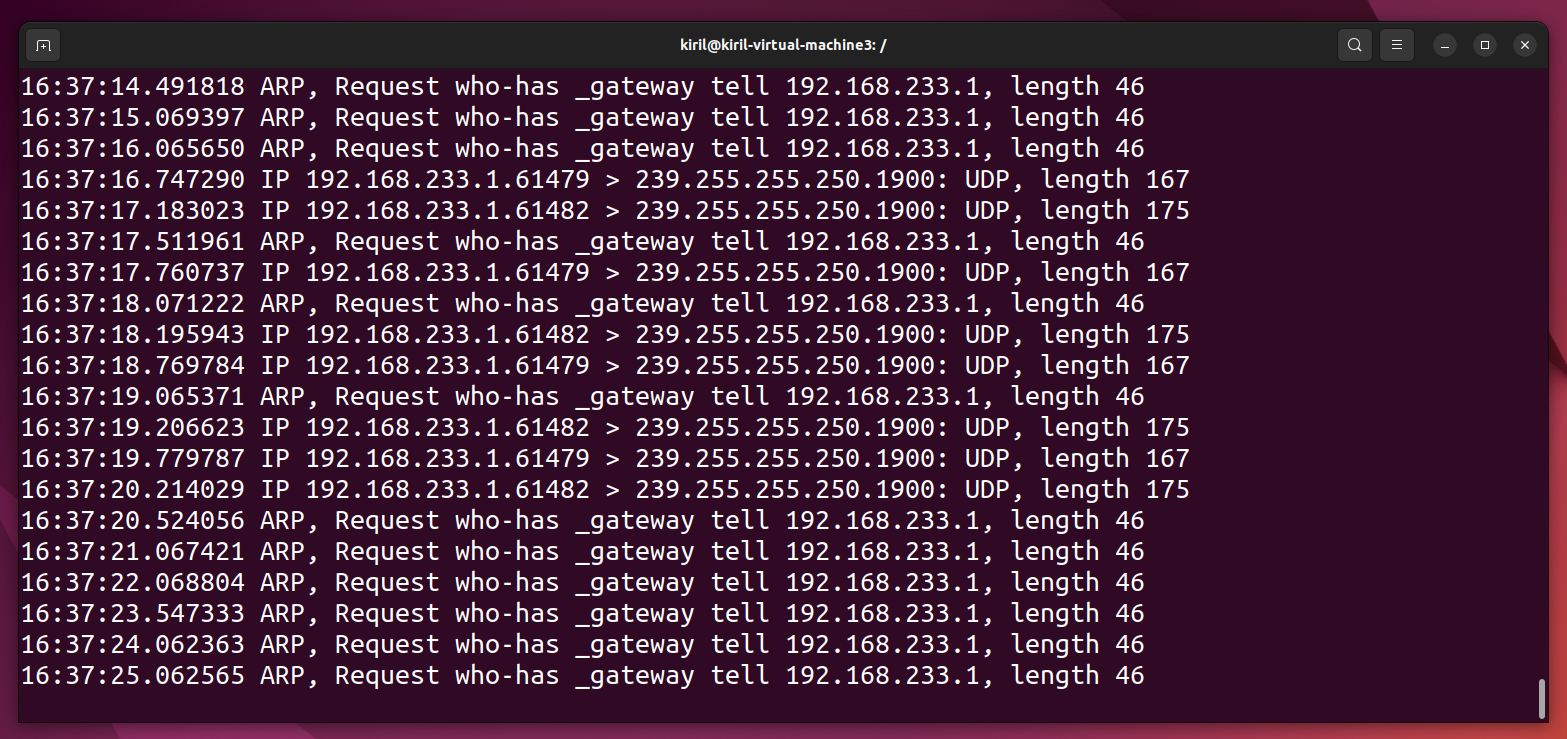 kiril@kiril-virtual-machine3: /
16:37:14.491818 ARP, Request who-has _gateway tell 192.168.233.1, length 46
16:37:15.069397 ARP, Request who-has _gateway tell 192.168.233.1, length 46
16:37:16.065650 ARP, Request who-has _gateway tell 192.168.233.1, length 46
16:37:16.747290 IP 192.168.233.1.61479 > 239.255.255.250.1900: UDP, length 167
16:37:17.183023 IP 192.168.233.1.61482 > 239.255.255.250.1900: UDP, length 175
16:37:17.511961 ARP, Request who-has _gateway tell 192.168.233.1, length 46
16:37:17.760737 IP 192.168.233.1.61479 > 239.255.255.250.1900: UDP, length 167
16:37:18.071222 ARP, Request who-has _gateway tell 192.168.233.1, length 46
16:37:18.195943 IP 192.168.233.1.61482 > 239.255.255.250.1900: UDP, length 175
16:37:18.769784 IP 192.168.233.1.61479 > 239.255.255.250.1900: UDP, length 167
16:37:19.065371 ARP, Request who-has _gateway tell 192.168.233.1, length 46
16:37:19.206623 IP 192.168.233.1.61482 > 239.255.255.250.1900: UDP, length 175
16:37:19.779787 IP 192.168.233.1.61479 > 239.255.255.250.1900: UDP, length 167
16:37:20.214029 IP 192.168.233.1.61482 > 239.255.255.250.1900: UDP, length 175
16:37:20.524056 ARP, Request who-has _gateway tell 192.168.233.1, length 46
16:37:21.067421 ARP, Request who-has _gateway tell 192.168.233.1, length 46
16:37:22.068804 ARP, Request who-has _gateway tell 192.168.233.1, length 46
16:37:23.547333 ARP, Request who-has _gateway tell 192.168.233.1, length 46
16:37:24.062363 ARP, Request who-has _gateway tell 192.168.233.1, length 46
16:37:25.062565 ARP, Request who-has _gateway tell 192.168.233.1, length 46